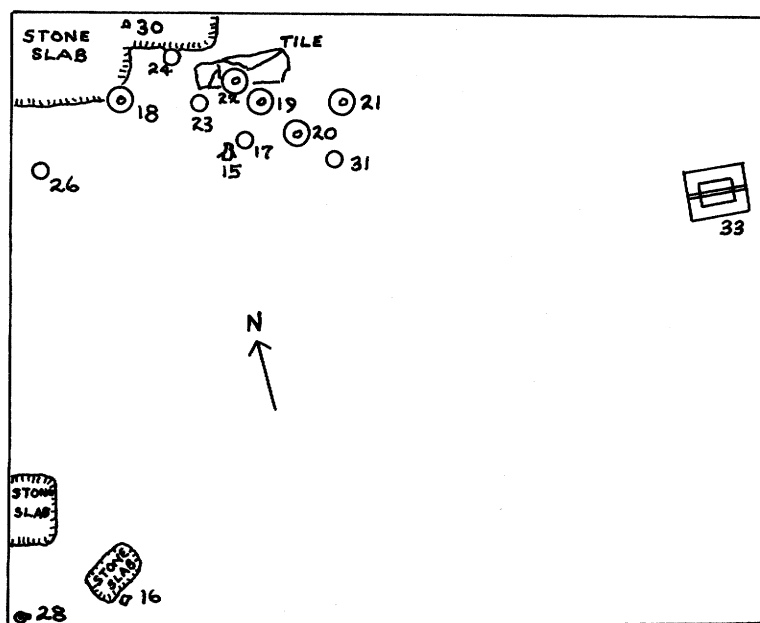 30
STONE
SLAB
TILE
24
22
18
23
19
21
20
17
15
31
26
33
N
STONE
SLAB
STONE
SLAB
16
28